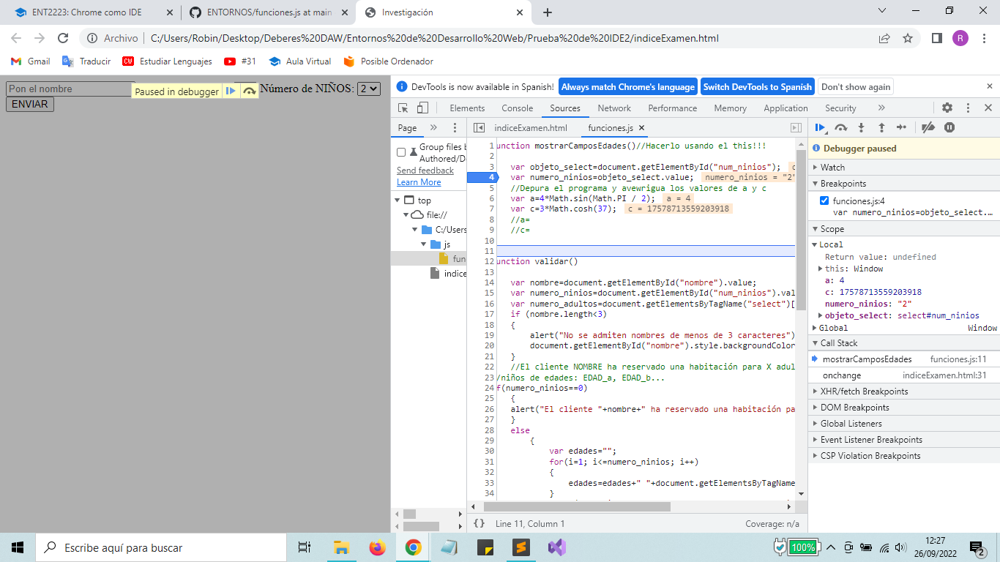 ENT2223: Chrome como IDE
ENTORNOS/funciones.js at main
Investigación
Archivo
C:/Users/Robin/Desktop/Deberes%20DAW/Entornos%20de%20Desarrollo%20Web/Prueba%20de%20IDE2/indiceExamen.html
R
Gmail
Traducir
CW Estudiar Lenguajes
#31
Aula Virtual
Posible Ordenador
Pon el nombre
Paused in debugger
Número de NIÑOS: 2
ENVIAR
DevTools is now available in Spanish!
Always match Chrome's language
Switch DevTools to Spanish
Don't show again
Elements
Console
Sources
Network
Performance
Memory
Application
Security
Page
indiceExamen.html
funciones.js
Group files b
Authored/De
Send feedback
Learn More
top
file://
C:/Users
js
fun
indice
1 unction mostrarCamposEdades()//Hacerlo usando el this!!!
2
3 var objeto_select=document.getElementById("num_ninios");
4 var numero_ninios=objeto_select.value; numero_ninios = "2"
5 //Depura el programa y avewrigua los valores de a y c
6 var a=4*Math.sin(Math.PI / 2); a = 4
7 var c=3*Math.cosh(37); c = 17578713559203918
8 //a=
9 //c=
10
11
12 unction validar()
13
14 var nombre=document.getElementById("nombre").value;
15 var numero_ninios=document.getElementById("num_ninios").val
16 var numero_adultos=document.getElementsByTagName("select")[
17 if (nombre.length<3)
18 {
19 alert("No se admiten nombres de menos de 3 caracteres")
20 document.getElementById("nombre").style.backgroundColor
21 }
22 //El cliente NOMBRE ha reservado una habitación para X adul
23 /niños de edades: EDAD_a, EDAD_b...
24 f(numero_ninios==0)
25 {
26 alert("El cliente "+nombre+" ha reservado una habitación pa
27 }
28 else
29 {
30 var edades="";
31 for(i=1; i<=numero_ninios; i++)
32 {
33 edades=edades+" "+document.getElementsByTagName
34 }
{} Line 11, Column 1
Coverage: n/a
Debugger paused
Watch
Breakpoints
funciones.js:4
var numero_ninios=objeto_select.…
Scope
Local
Return value: undefined
this: Window
a: 4
c: 17578713559203918
numero_ninios: "2"
objeto_select: select#num_ninios
Global Window
Call Stack
mostrarCamposEdades funciones.js:11
onchange indiceExamen.html:31
XHR/fetch Breakpoints
DOM Breakpoints
Global Listeners
Event Listener Breakpoints
CSP Violation Breakpoints
Escribe aquí para buscar
100%
12:27
26/09/2022
2